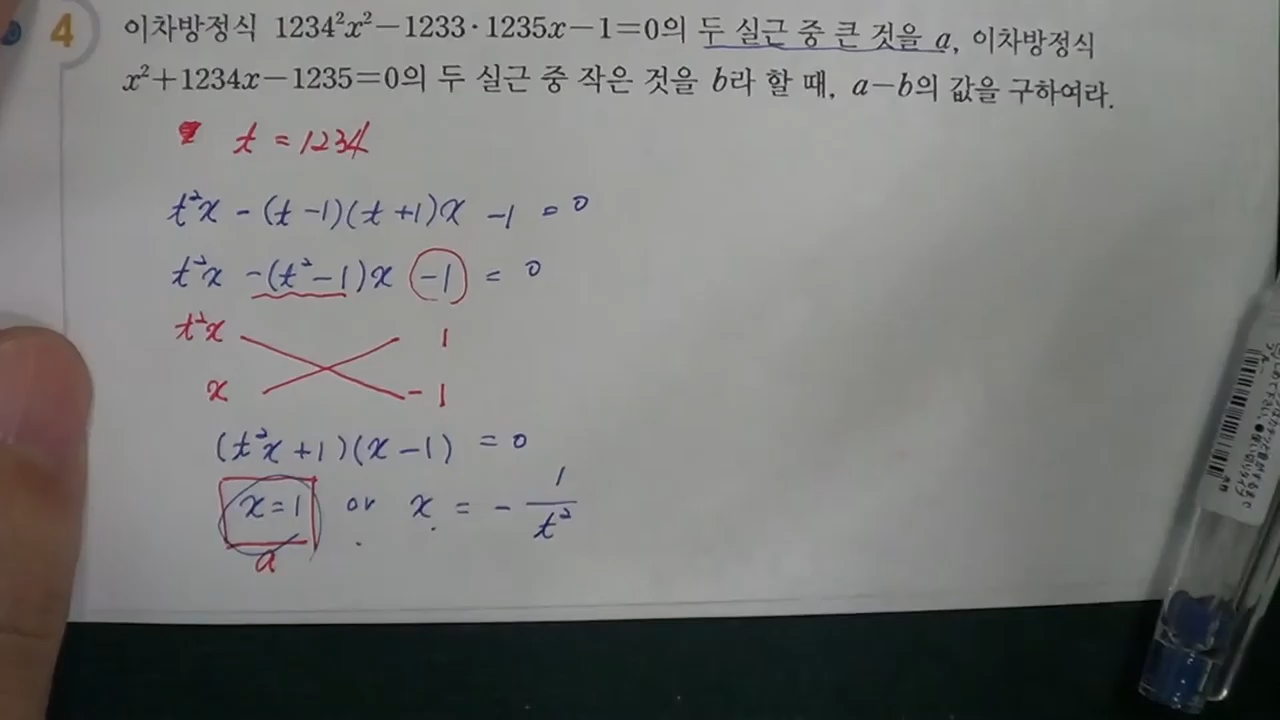 4 이차방정식 1234²x²−1233·1235x−1=0의 두 실근 중 큰 것을 a, 이차방정식
x²+1234x−1235=0의 두 실근 중 작은 것을 b라 할 때, a−b의 값을 구하여라.
t = 1234
t²x - (t-1)(t+1)x -1 = 0
t²x -(t²-1)x -1 = 0
t²x 1
x -1
(t²x+1)(x-1) = 0
x=1 or x = - 1/t²
a